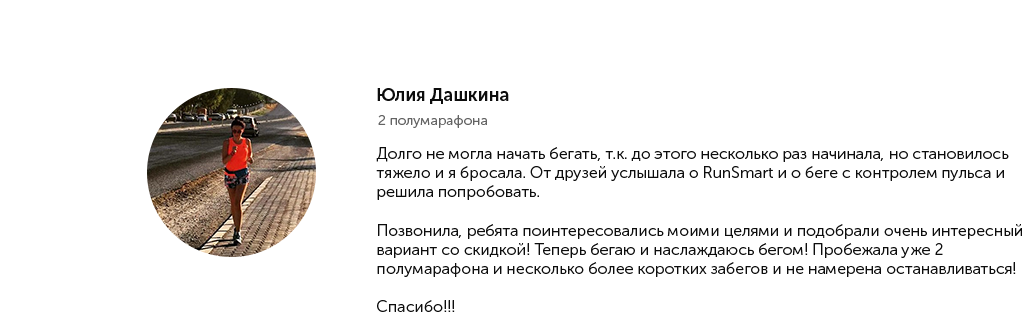 Юлия Дашкина
2 полумарафона
Долго не могла начать бегать, т.к. до этого несколько раз начинала, но становилось
тяжело и я бросала. От друзей услышала о RunSmart и о беге с контролем пульса и
решила попробовать.
Позвонила, ребята поинтересовались моими целями и подобрали очень интересный
вариант со скидкой! Теперь бегаю и наслаждаюсь бегом! Пробежала уже 2
полумарафона и несколько более коротких забегов и не намерена останавливаться!
Спасибо!!!